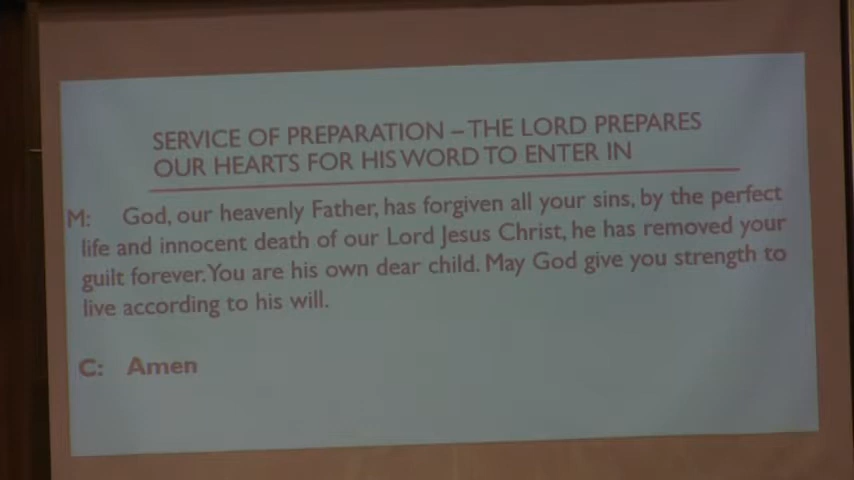 SERVICE OF PREPARATION – THE LORD PREPARES
OUR HEARTS FOR HIS WORD TO ENTER IN
M: God, our heavenly Father, has forgiven all your sins, by the perfect
life and innocent death of our Lord Jesus Christ, he has removed your
guilt forever. You are his own dear child. May God give you strength to
live according to his will.
C: Amen